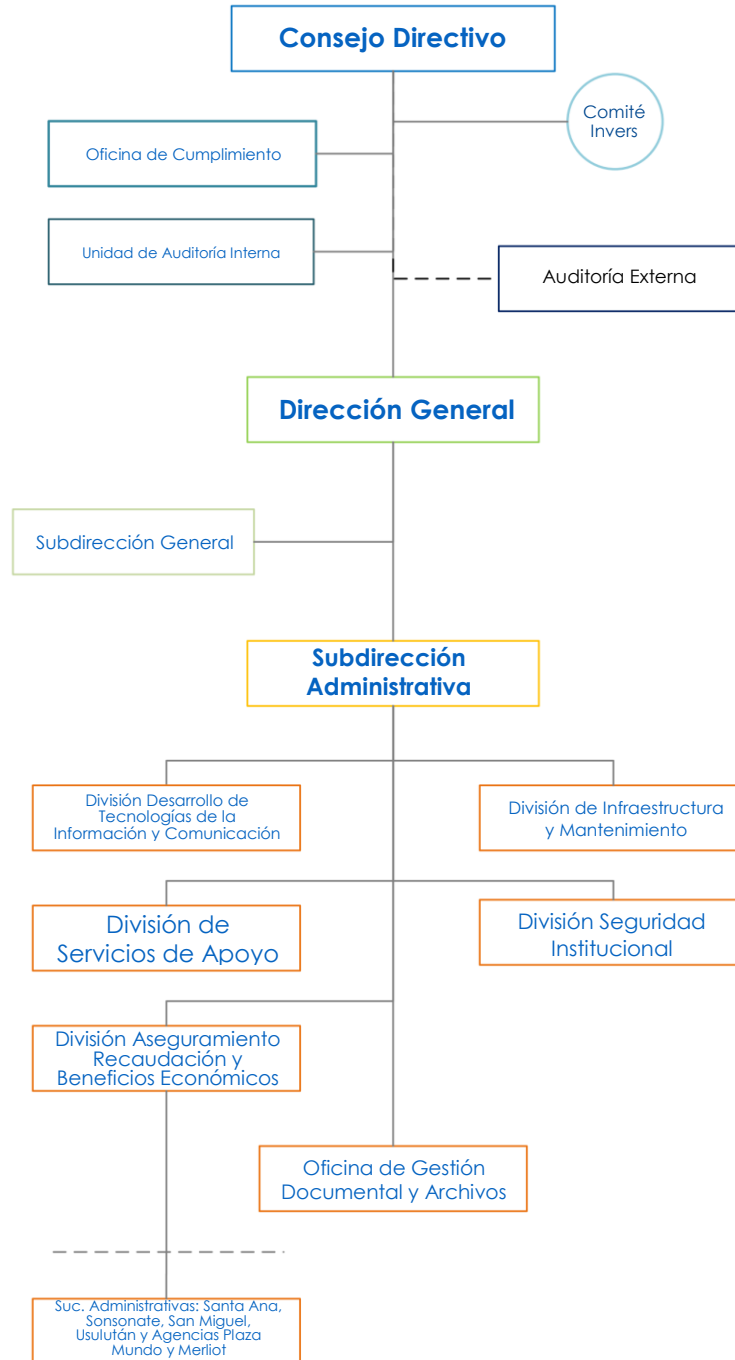 Consejo Directivo
Comité
Invers
Oficina de Cumplimiento
Unidad de Auditoría Interna
Auditoría Externa
Dirección General
Subdirección General
Subdirección
Administrativa
División Desarrollo de
Tecnologías de la
Información y Comunicación
División de Infraestructura
y Mantenimiento
División de
Servicios de Apoyo
División Seguridad
Institucional
División Aseguramiento
Recaudación y
Beneficios Económicos
Oficina de Gestión
Documental y Archivos
Suc. Administrativas: Santa Ana,
Sonsonate, San Miguel,
Usulután y Agencias Plaza
Mundo y Merliot